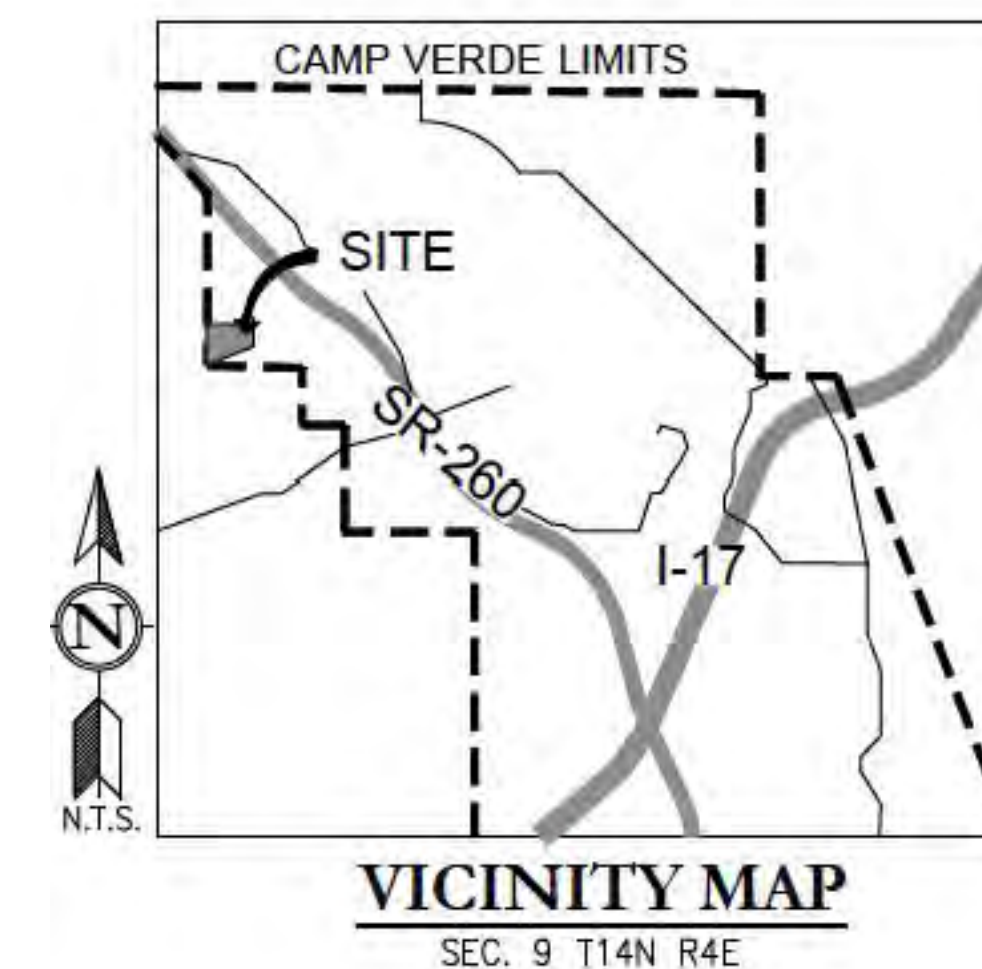 CAMP VERDE LIMITS
SITE
SR-260
I-17
N
N.T.S.
VICINITY MAP
SEC. 9 T14N R4E